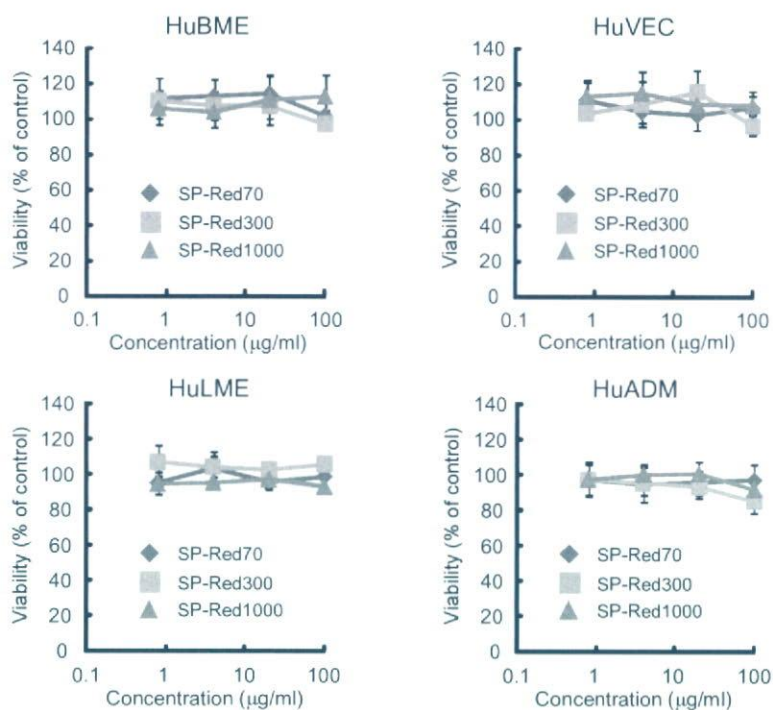 HuBME
Viability (% of control)
140
120
100
80
60
40
20
0
SP-Red70
SP-Red300
SP-Red1000
0.1 1 10 100
Concentration (µg/ml)
HuVEC
Viability (% of control)
140
120
100
80
60
40
20
0
SP-Red70
SP-Red300
SP-Red1000
0.1 1 10 100
Concentration (µg/ml)
HuLME
Viability (% of control)
140
120
100
80
60
40
20
0
SP-Red70
SP-Red300
SP-Red1000
0.1 1 10 100
Concentration (µg/ml)
HuADM
Viability (% of control)
140
120
100
80
60
40
20
0
SP-Red70
SP-Red300
SP-Red1000
0.1 1 10 100
Concentration (µg/ml)